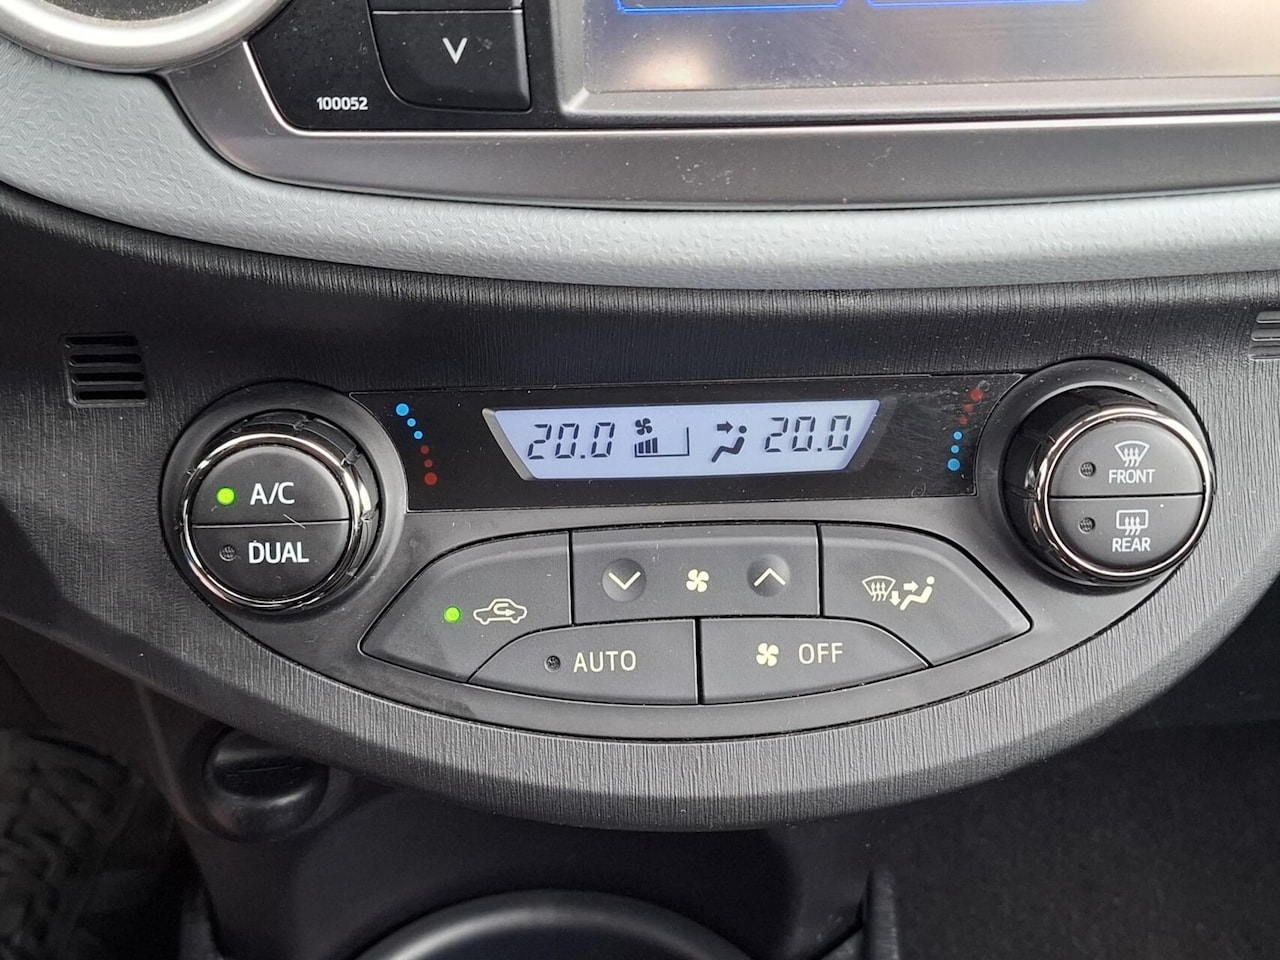 V
100052
20.0 20.0
A/C
DUAL
FRONT
REAR
AUTO
OFF